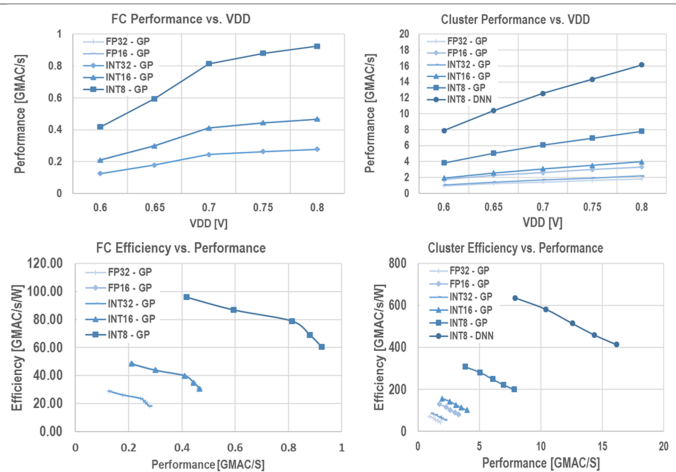 FC Performance vs. VDD
FP32 - GP
FP16 - GP
INT32 - GP
INT16 - GP
INT8 - GP
Performance [GMAC/s]
1
0.8
0.6
0.4
0.2
0
0.6 0.65 0.7 0.75 0.8
VDD [V]
Cluster Performance vs. VDD
FP32 - GP
FP16 - GP
INT32 - GP
INT16 - GP
INT8 - GP
INT8 - DNN
Performance [GMAC/s]
20
18
16
14
12
10
8
6
4
2
0
0.6 0.65 0.7 0.75 0.8
VDD [V]
FC Efficiency vs. Performance
FP32 - GP
FP16 - GP
INT32 - GP
INT16 - GP
INT8 - GP
Efficiency [GMAC/s/W]
120.00
100.00
80.00
60.00
40.00
20.00
0.00
0 0.2 0.4 0.6 0.8 1
Performance [GMAC/S]
Cluster Efficiency vs. Performance
FP32 - GP
FP16 - GP
INT32 - GP
INT16 - GP
INT8 - GP
INT8 - DNN
Efficiency [GMAC/s/W]
800
600
400
200
0
0 5 10 15 20
Performance [GMAC/S]